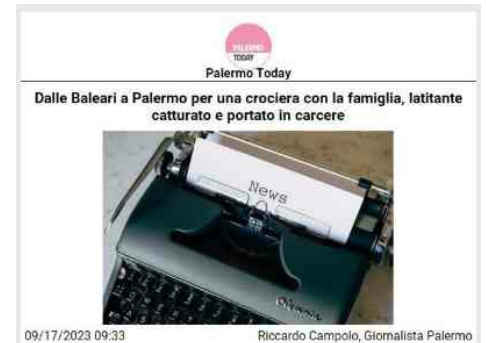 PALERMO
TODAY
Palermo Today
Dalle Baleari a Palermo per una crociera con la famiglia, latitante
catturato e portato in carcere
News
Olympia
09/17/2023 09:33
Riccardo Campolo, Giornalista Palermo